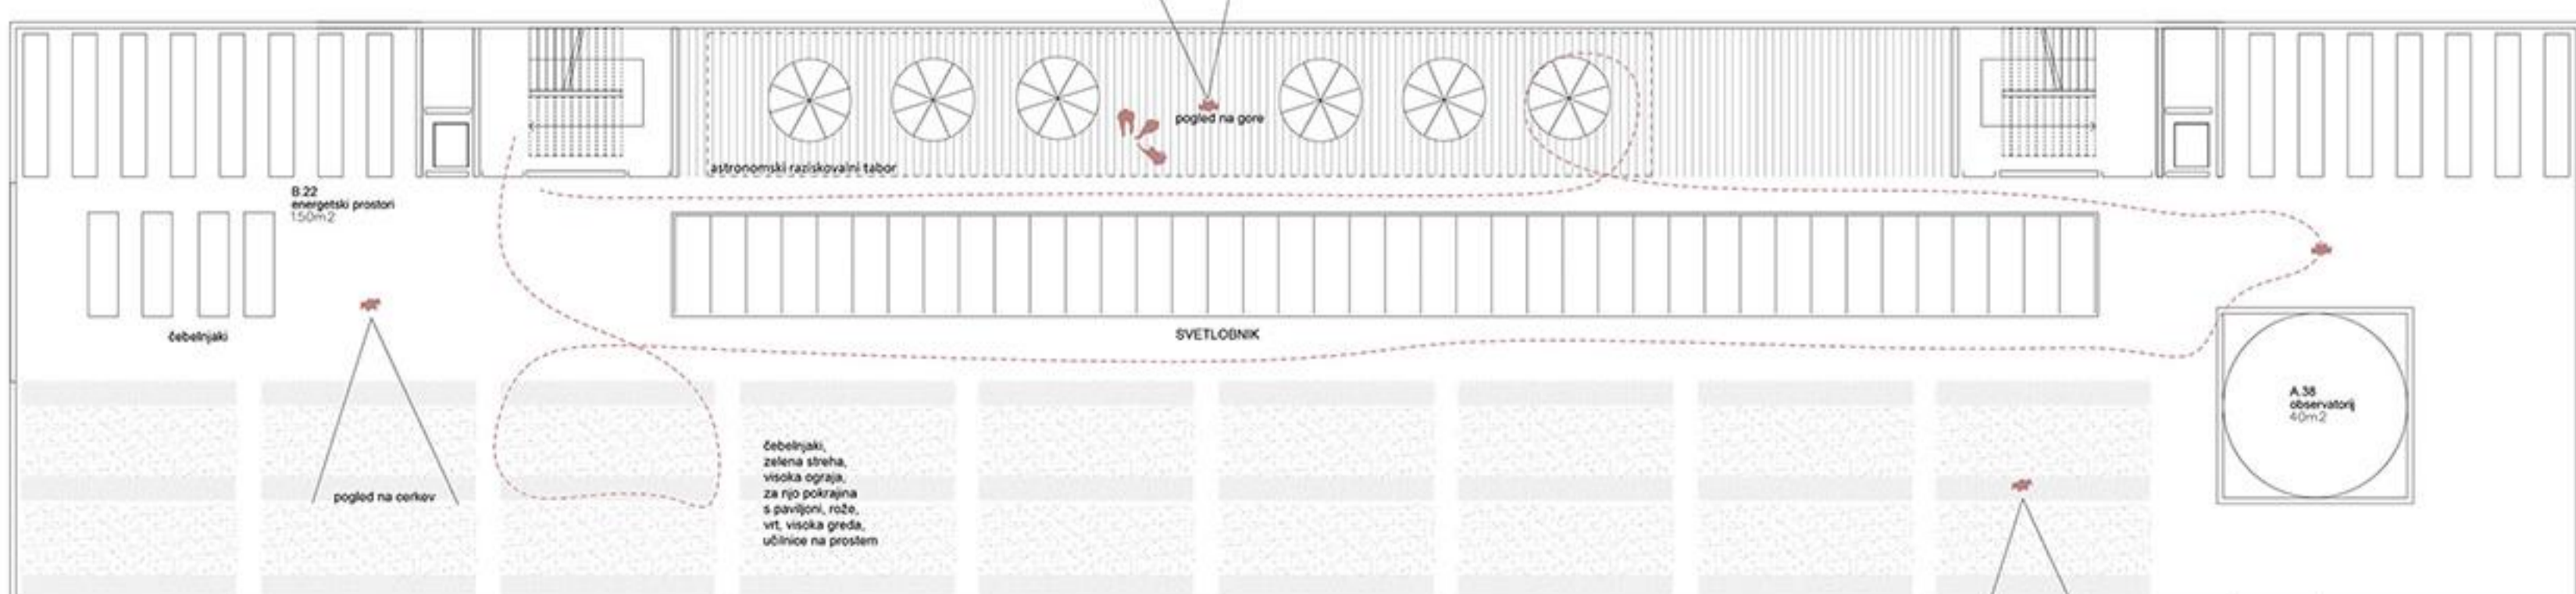 pogled na gore
astronomski raziskovalni tabor
B.22
energetski prostori
150m2
čebelnjaki
SVETLOBNIK
A.38
observatorij
40m2
čebelnjaki,
zelena streha,
visoka ograja,
za njo pokrajina
s paviljoni, rože,
vrt, visoka greda,
učilnice na prostem
pogled na cerkev